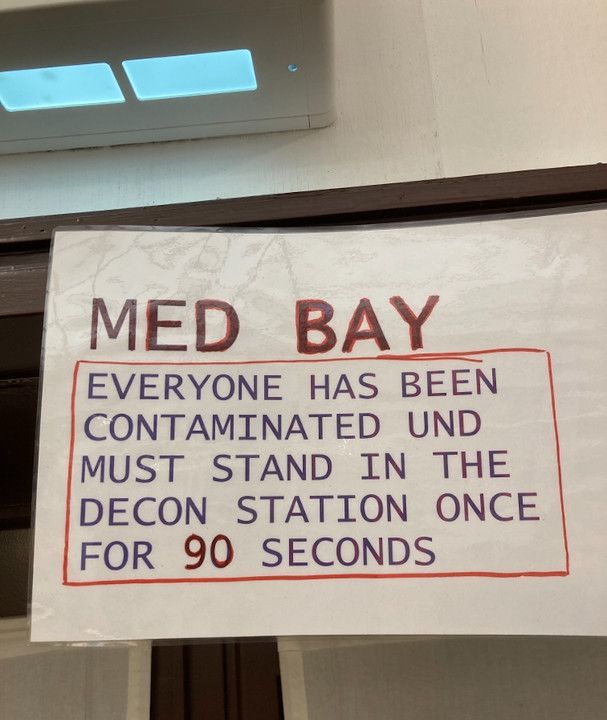 MED BAY
EVERYONE HAS BEEN
CONTAMINATED UND
MUST STAND IN THE
DECON STATION ONCE
FOR 90 SECONDS